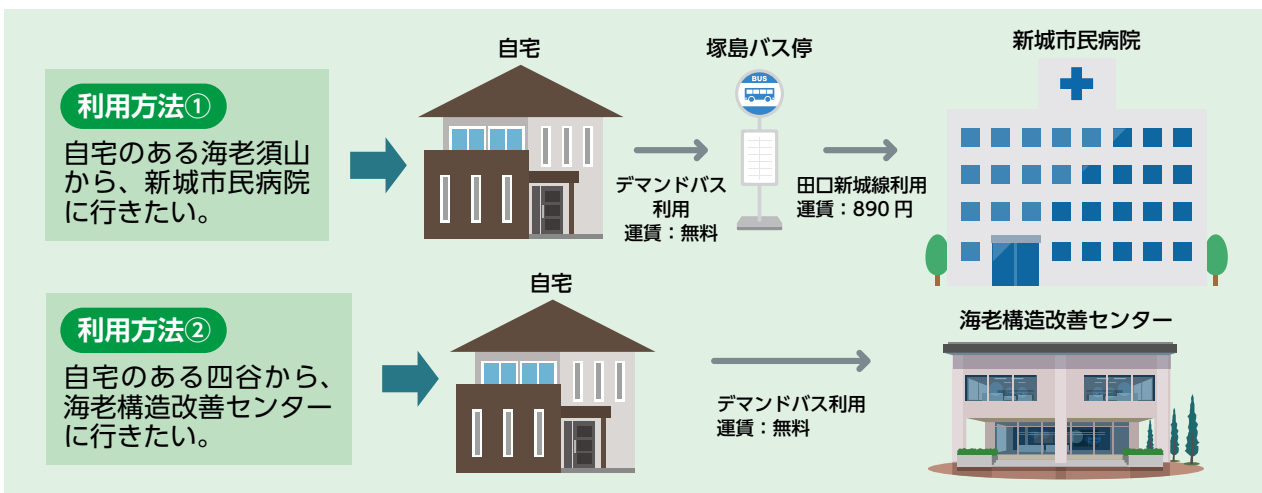 利用方法①
自宅のある海老須山
から、新城市民病院
に行きたい。
自宅
デマンドバス
利用
運賃：無料
塚島バス停
BUS
田口新城線利用
運賃：890 円
新城市民病院
利用方法②
自宅のある四谷から、
海老構造改善センター
に行きたい。
自宅
デマンドバス利用
運賃：無料
海老構造改善センター